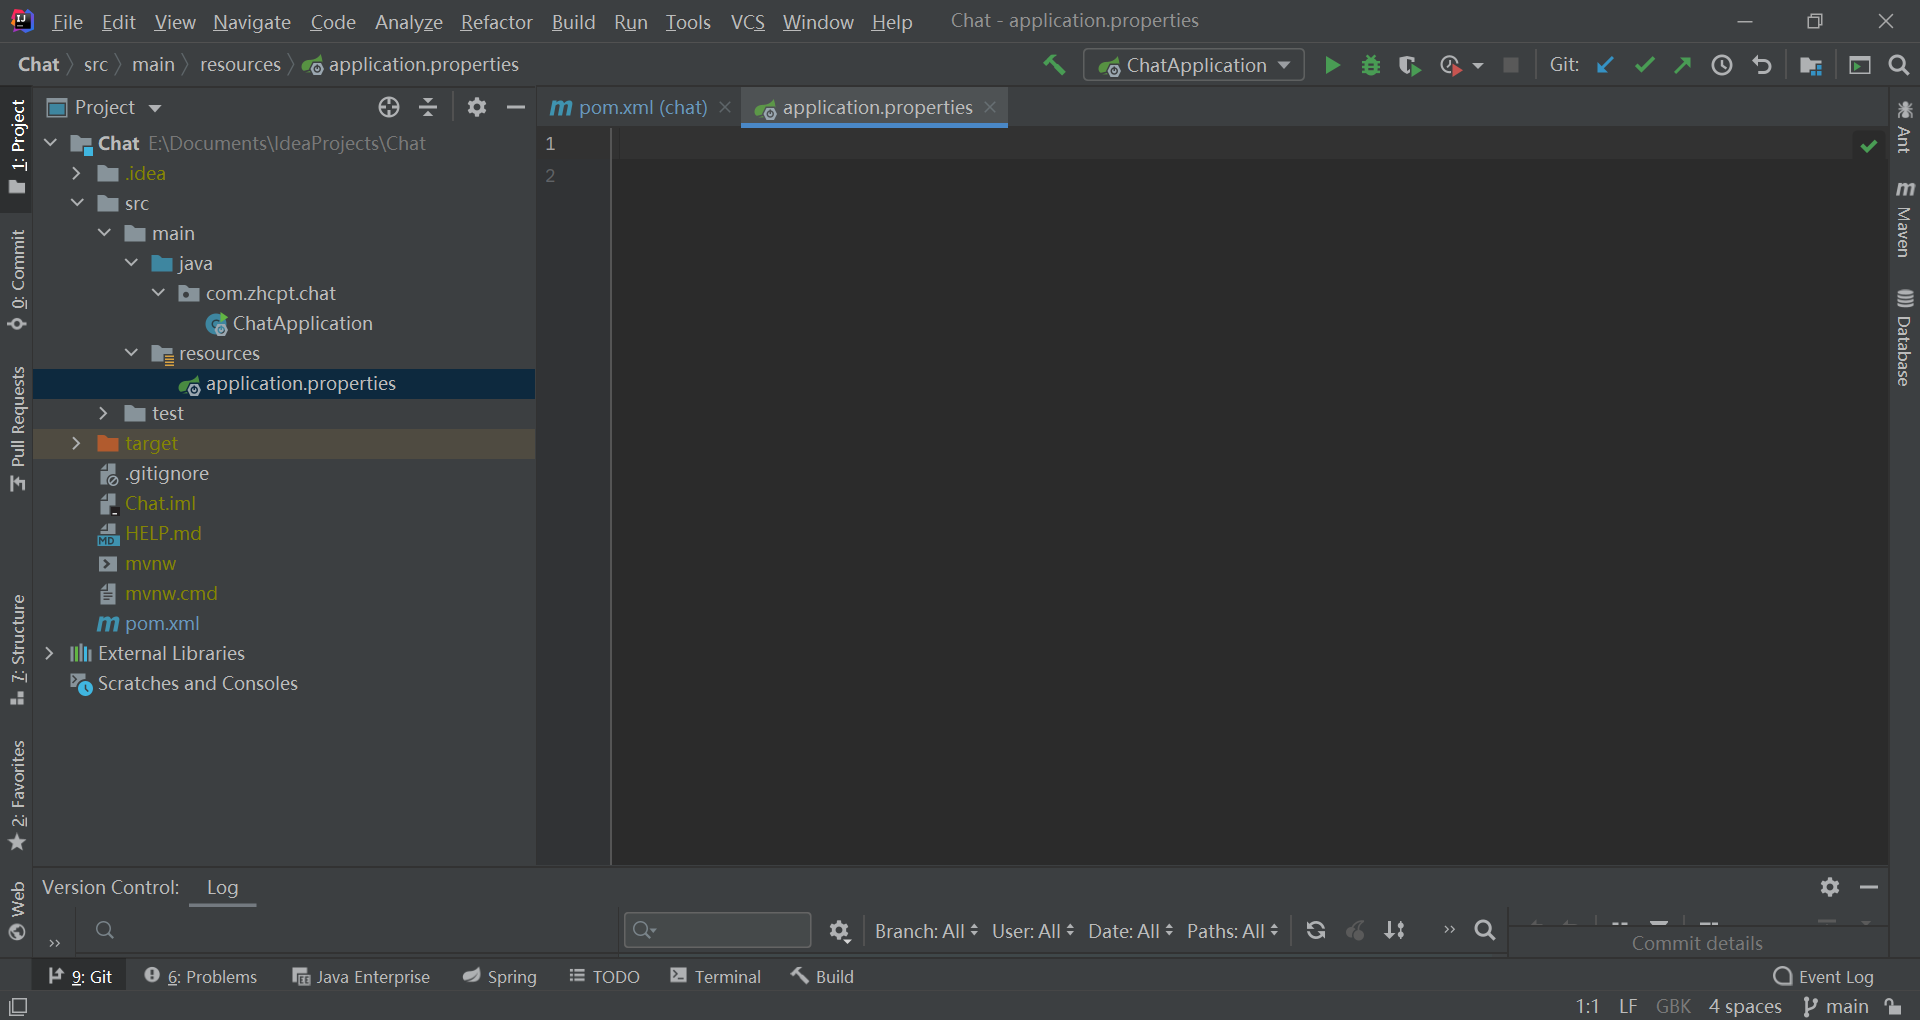 File Edit View Navigate Code Analyze Refactor Build Run Tools VCS Window Help Chat - application.properties
Chat src main resources application.properties ChatApplication Git:
Project pom.xml (chat) application.properties
1: Project
0: Commit
Pull Requests
7: Structure
2: Favorites
Web
Chat E:\Documents\IdeaProjects\Chat
.idea
src
main
java
com.zhcpt.chat
ChatApplication
resources
application.properties
test
target
.gitignore
Chat.iml
HELP.md
mvnw
mvnw.cmd
pom.xml
External Libraries
Scratches and Consoles
1
2
Ant
Maven
Database
Version Control: Log
Branch: All User: All Date: All Paths: All
Commit details
9: Git 6: Problems Java Enterprise Spring TODO Terminal Build Event Log
1:1 LF GBK 4 spaces main